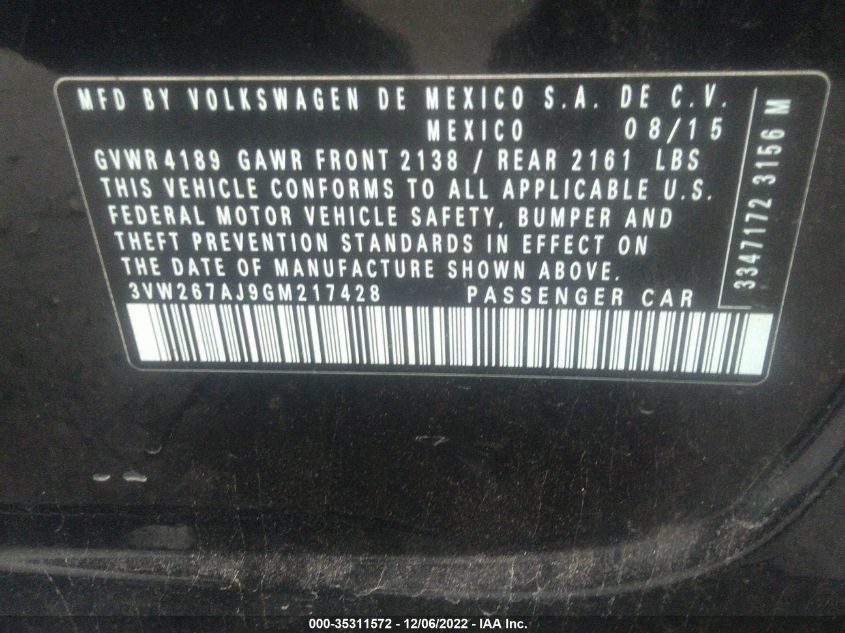 MFD BY VOLKSWAGEN DE MEXICO S.A. DE C.V.
MEXICO 08/15
GVWR 4189 GAWR FRONT 2138 / REAR 2161 LBS
THIS VEHICLE CONFORMS TO ALL APPLICABLE U.S.
FEDERAL MOTOR VEHICLE SAFETY, BUMPER AND
THEFT PREVENTION STANDARDS IN EFFECT ON
THE DATE OF MANUFACTURE SHOWN ABOVE.
3VW267AJ9GM217428 PASSENGER CAR
3347172 3156 M
000-35311572 - 12/06/2022 - IAA Inc.